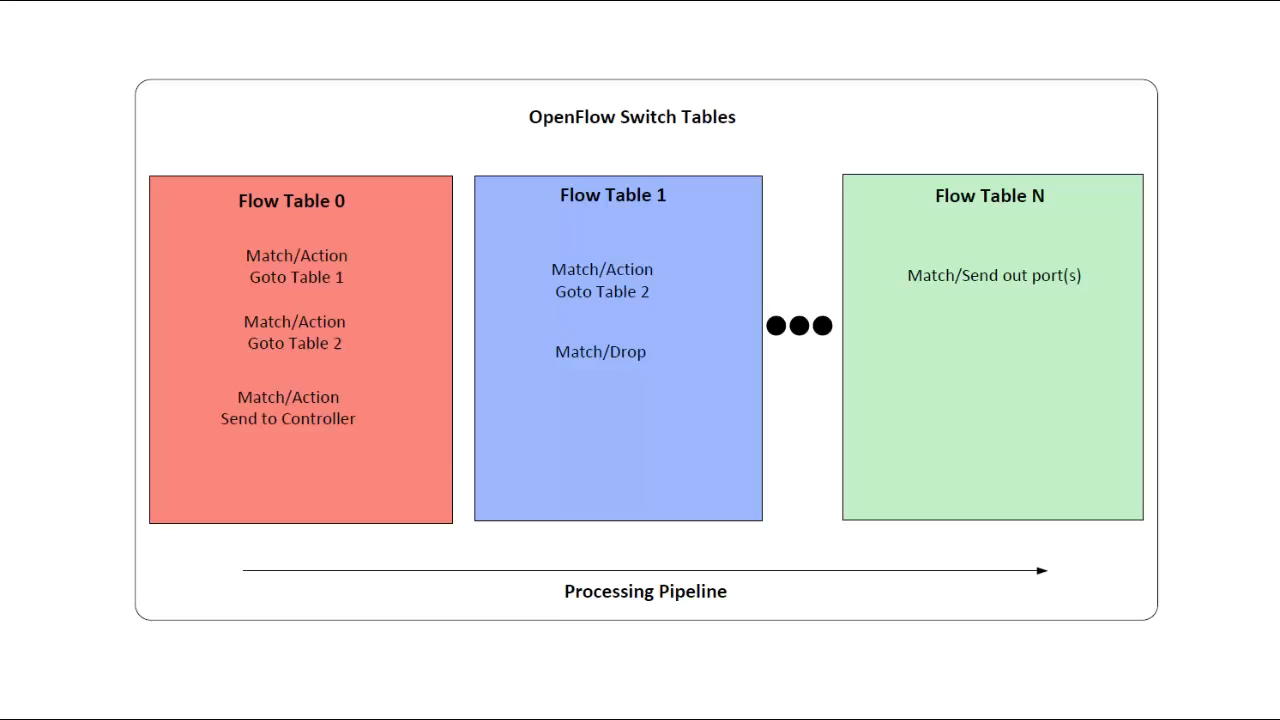 OpenFlow Switch Tables
Flow Table 0
Match/Action
Goto Table 1
Match/Action
Goto Table 2
Match/Action
Send to Controller
Flow Table 1
Match/Action
Goto Table 2
Match/Drop
Flow Table N
Match/Send out port(s)
Processing Pipeline